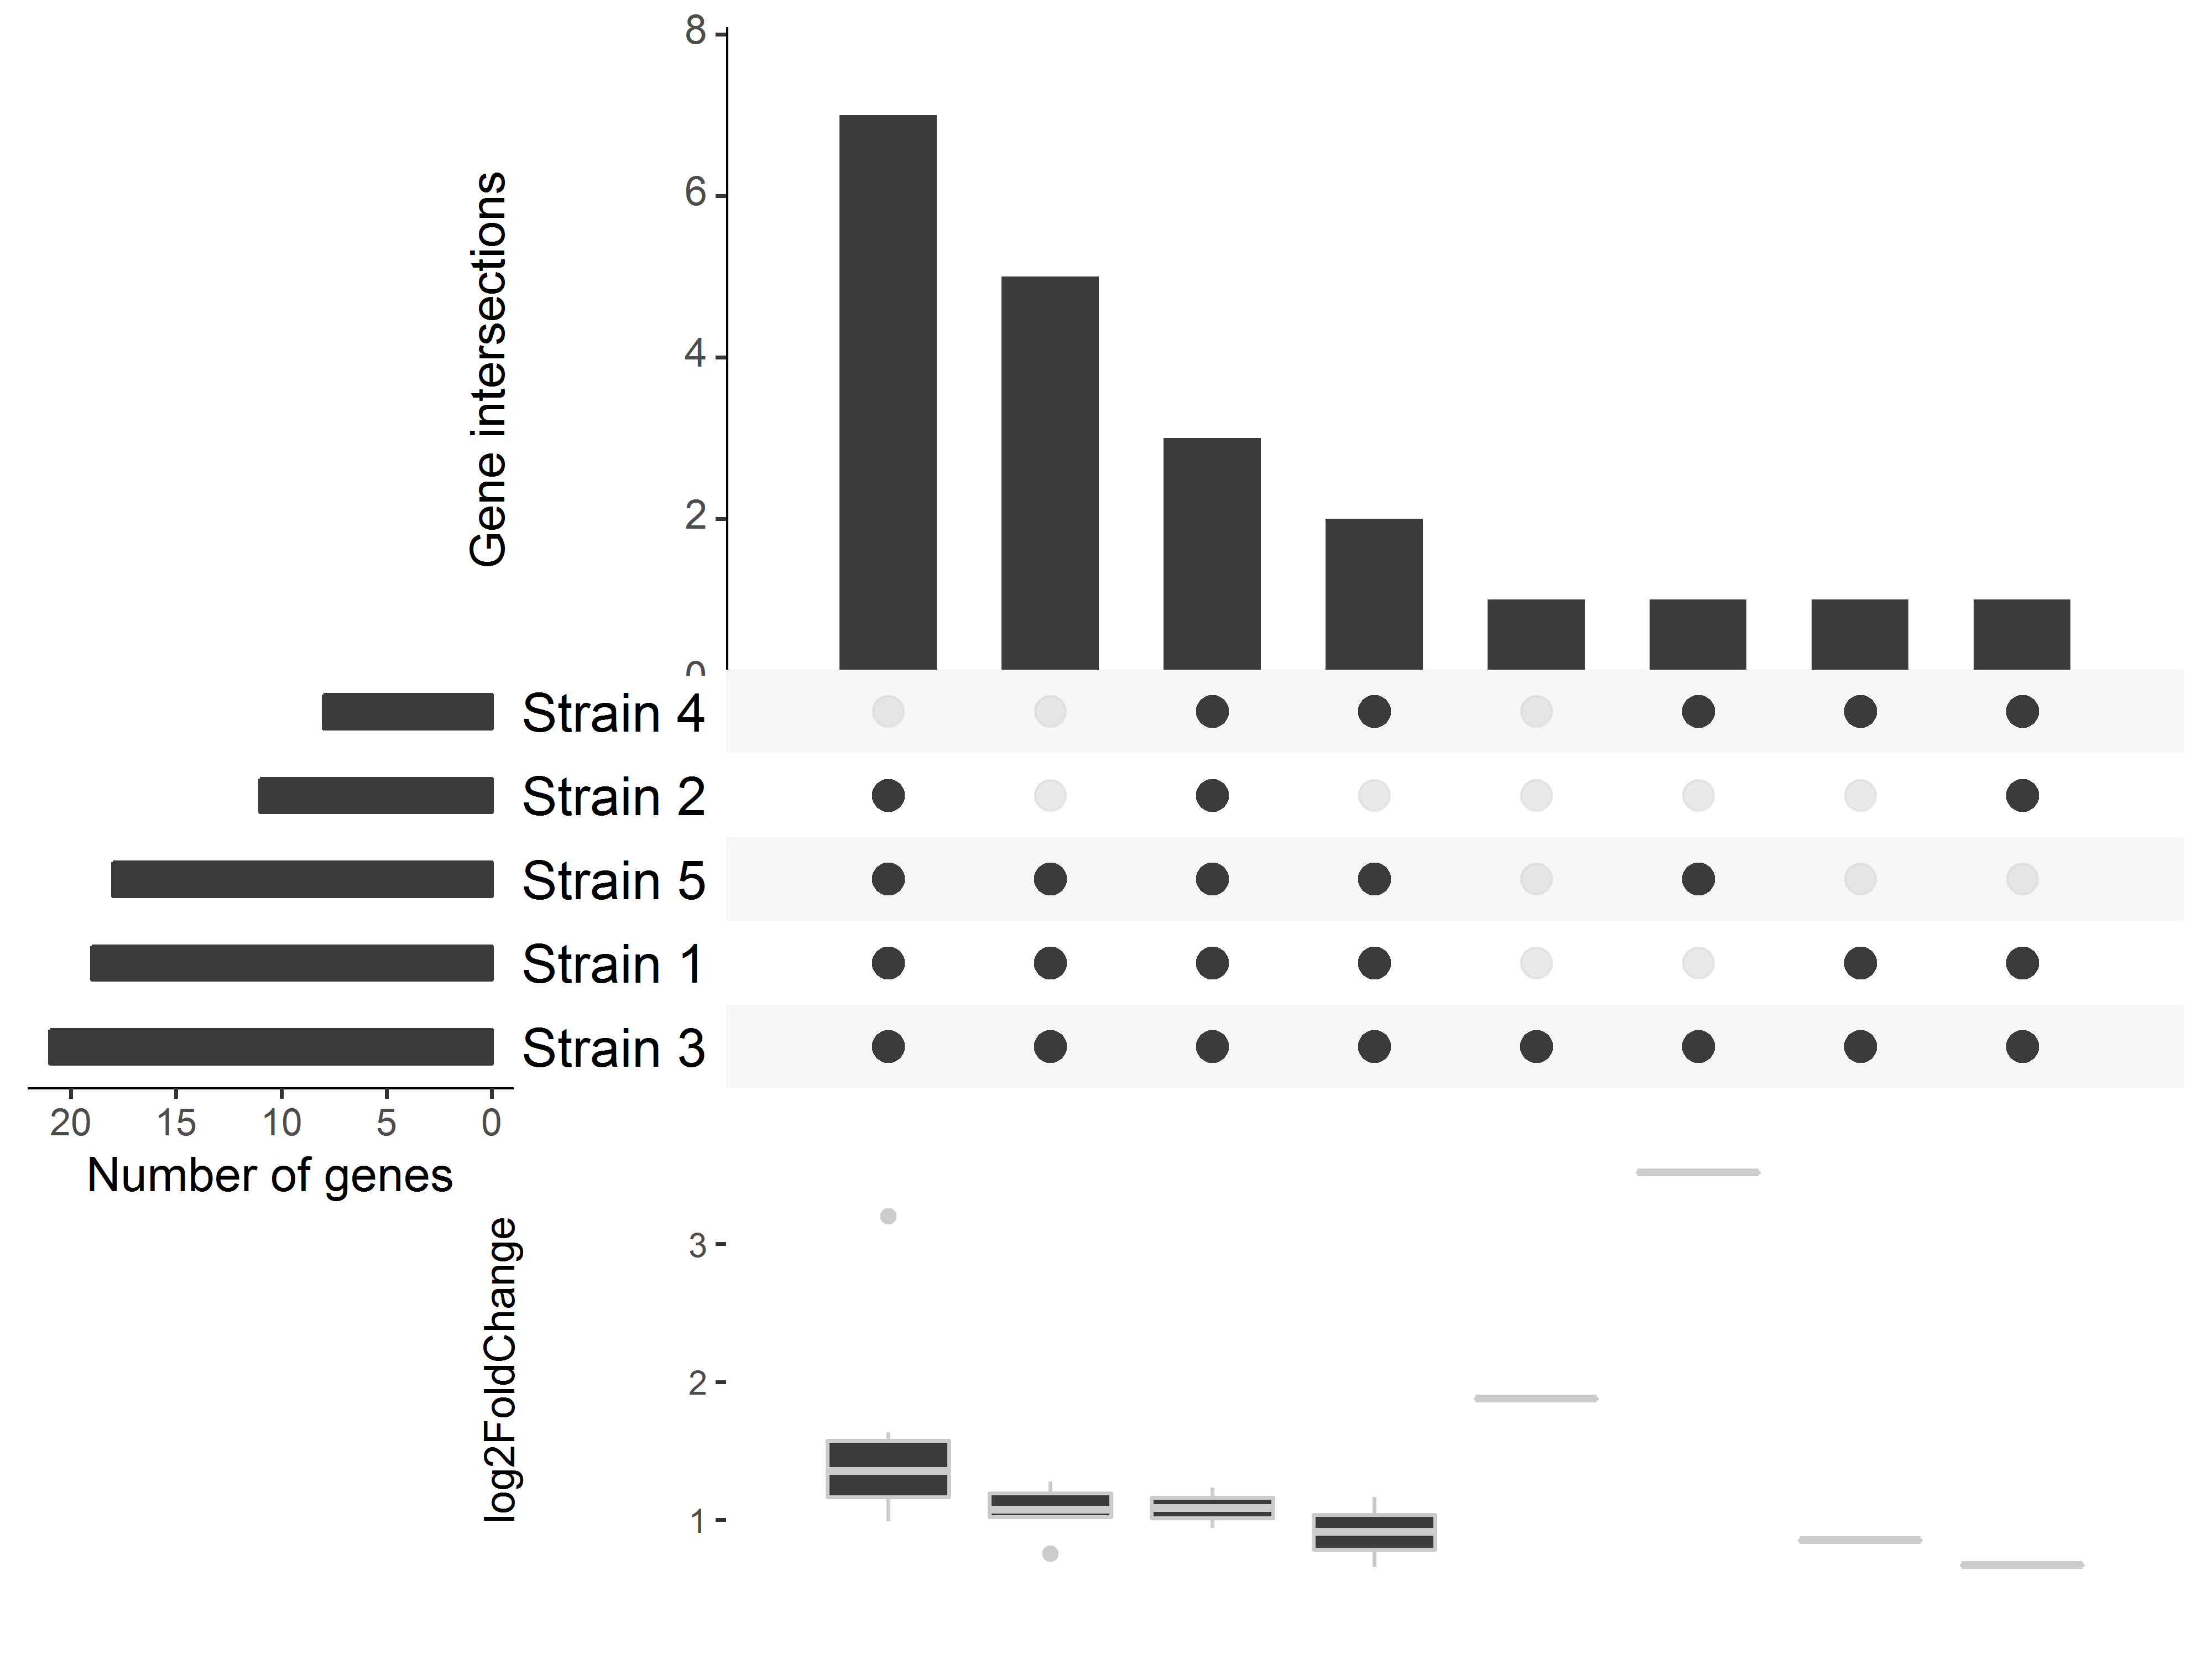 Gene intersections
8
6
4
2
0
Strain 4
Strain 2
Strain 5
Strain 1
Strain 3
20 15 10 5 0
Number of genes
log2FoldChange
3
2
1